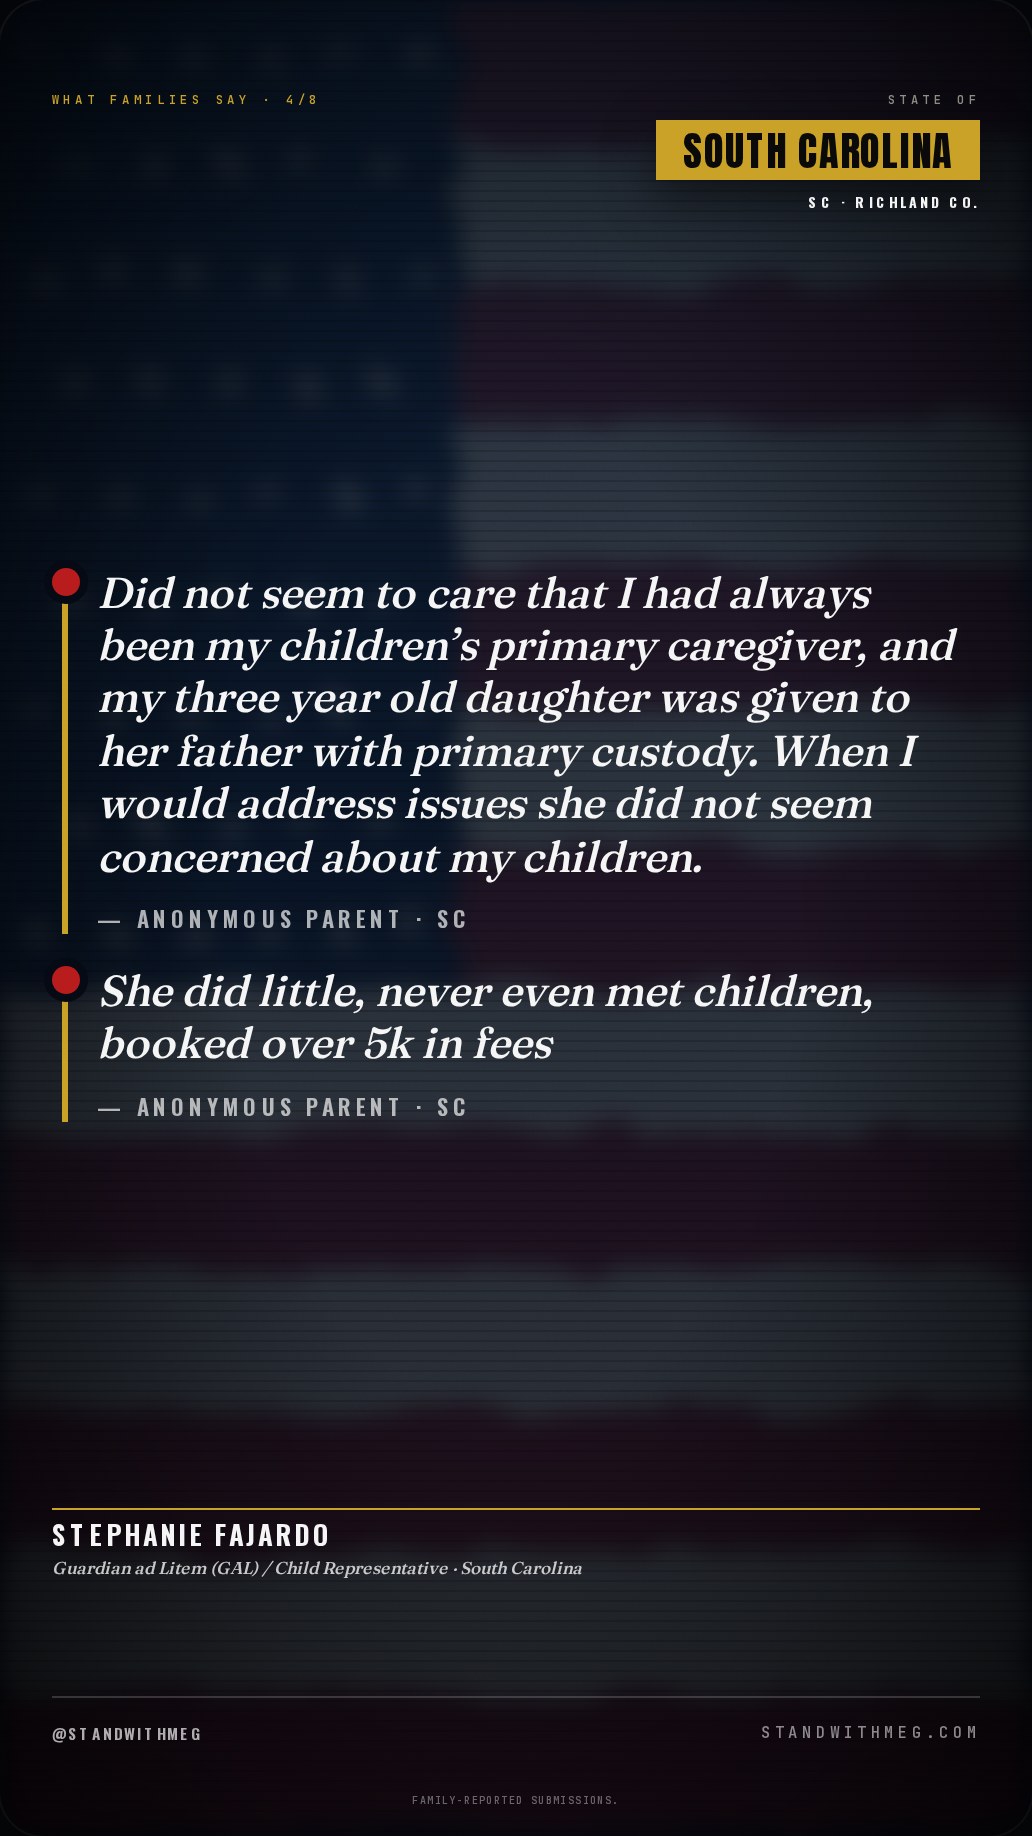 WHAT FAMILIES SAY · 4/8
STATE OF
SOUTH CAROLINA
SC · RICHLAND CO.
Did not seem to care that I had always
been my children’s primary caregiver, and
my three year old daughter was given to
her father with primary custody. When I
would address issues she did not seem
concerned about my children.
— ANONYMOUS PARENT · SC
She did little, never even met children,
booked over 5k in fees
— ANONYMOUS PARENT · SC
STEPHANIE FAJARDO
Guardian ad Litem (GAL) / Child Representative · South Carolina
@STANDWITHMEG
STANDWITHMEG.COM
FAMILY-REPORTED SUBMISSIONS.